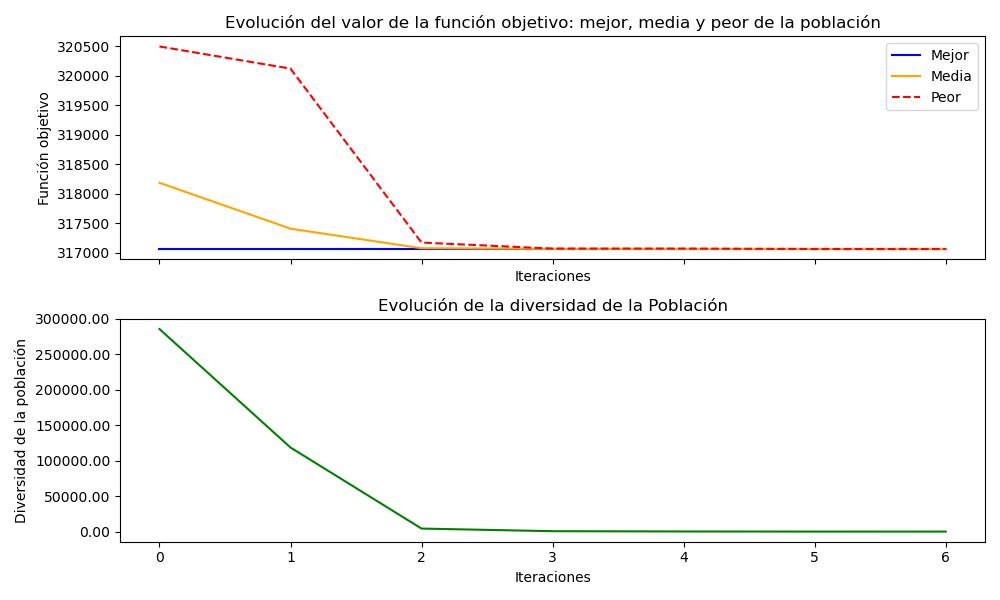 Evolución del valor de la función objetivo: mejor, media y peor de la población
Función objetivo
320500
320000
319500
319000
318500
318000
317500
317000
Mejor
Media
Peor
Iteraciones
Evolución de la diversidad de la Población
Diversidad de la población
300000.00
250000.00
200000.00
150000.00
100000.00
50000.00
0.00
0 1 2 3 4 5 6
Iteraciones